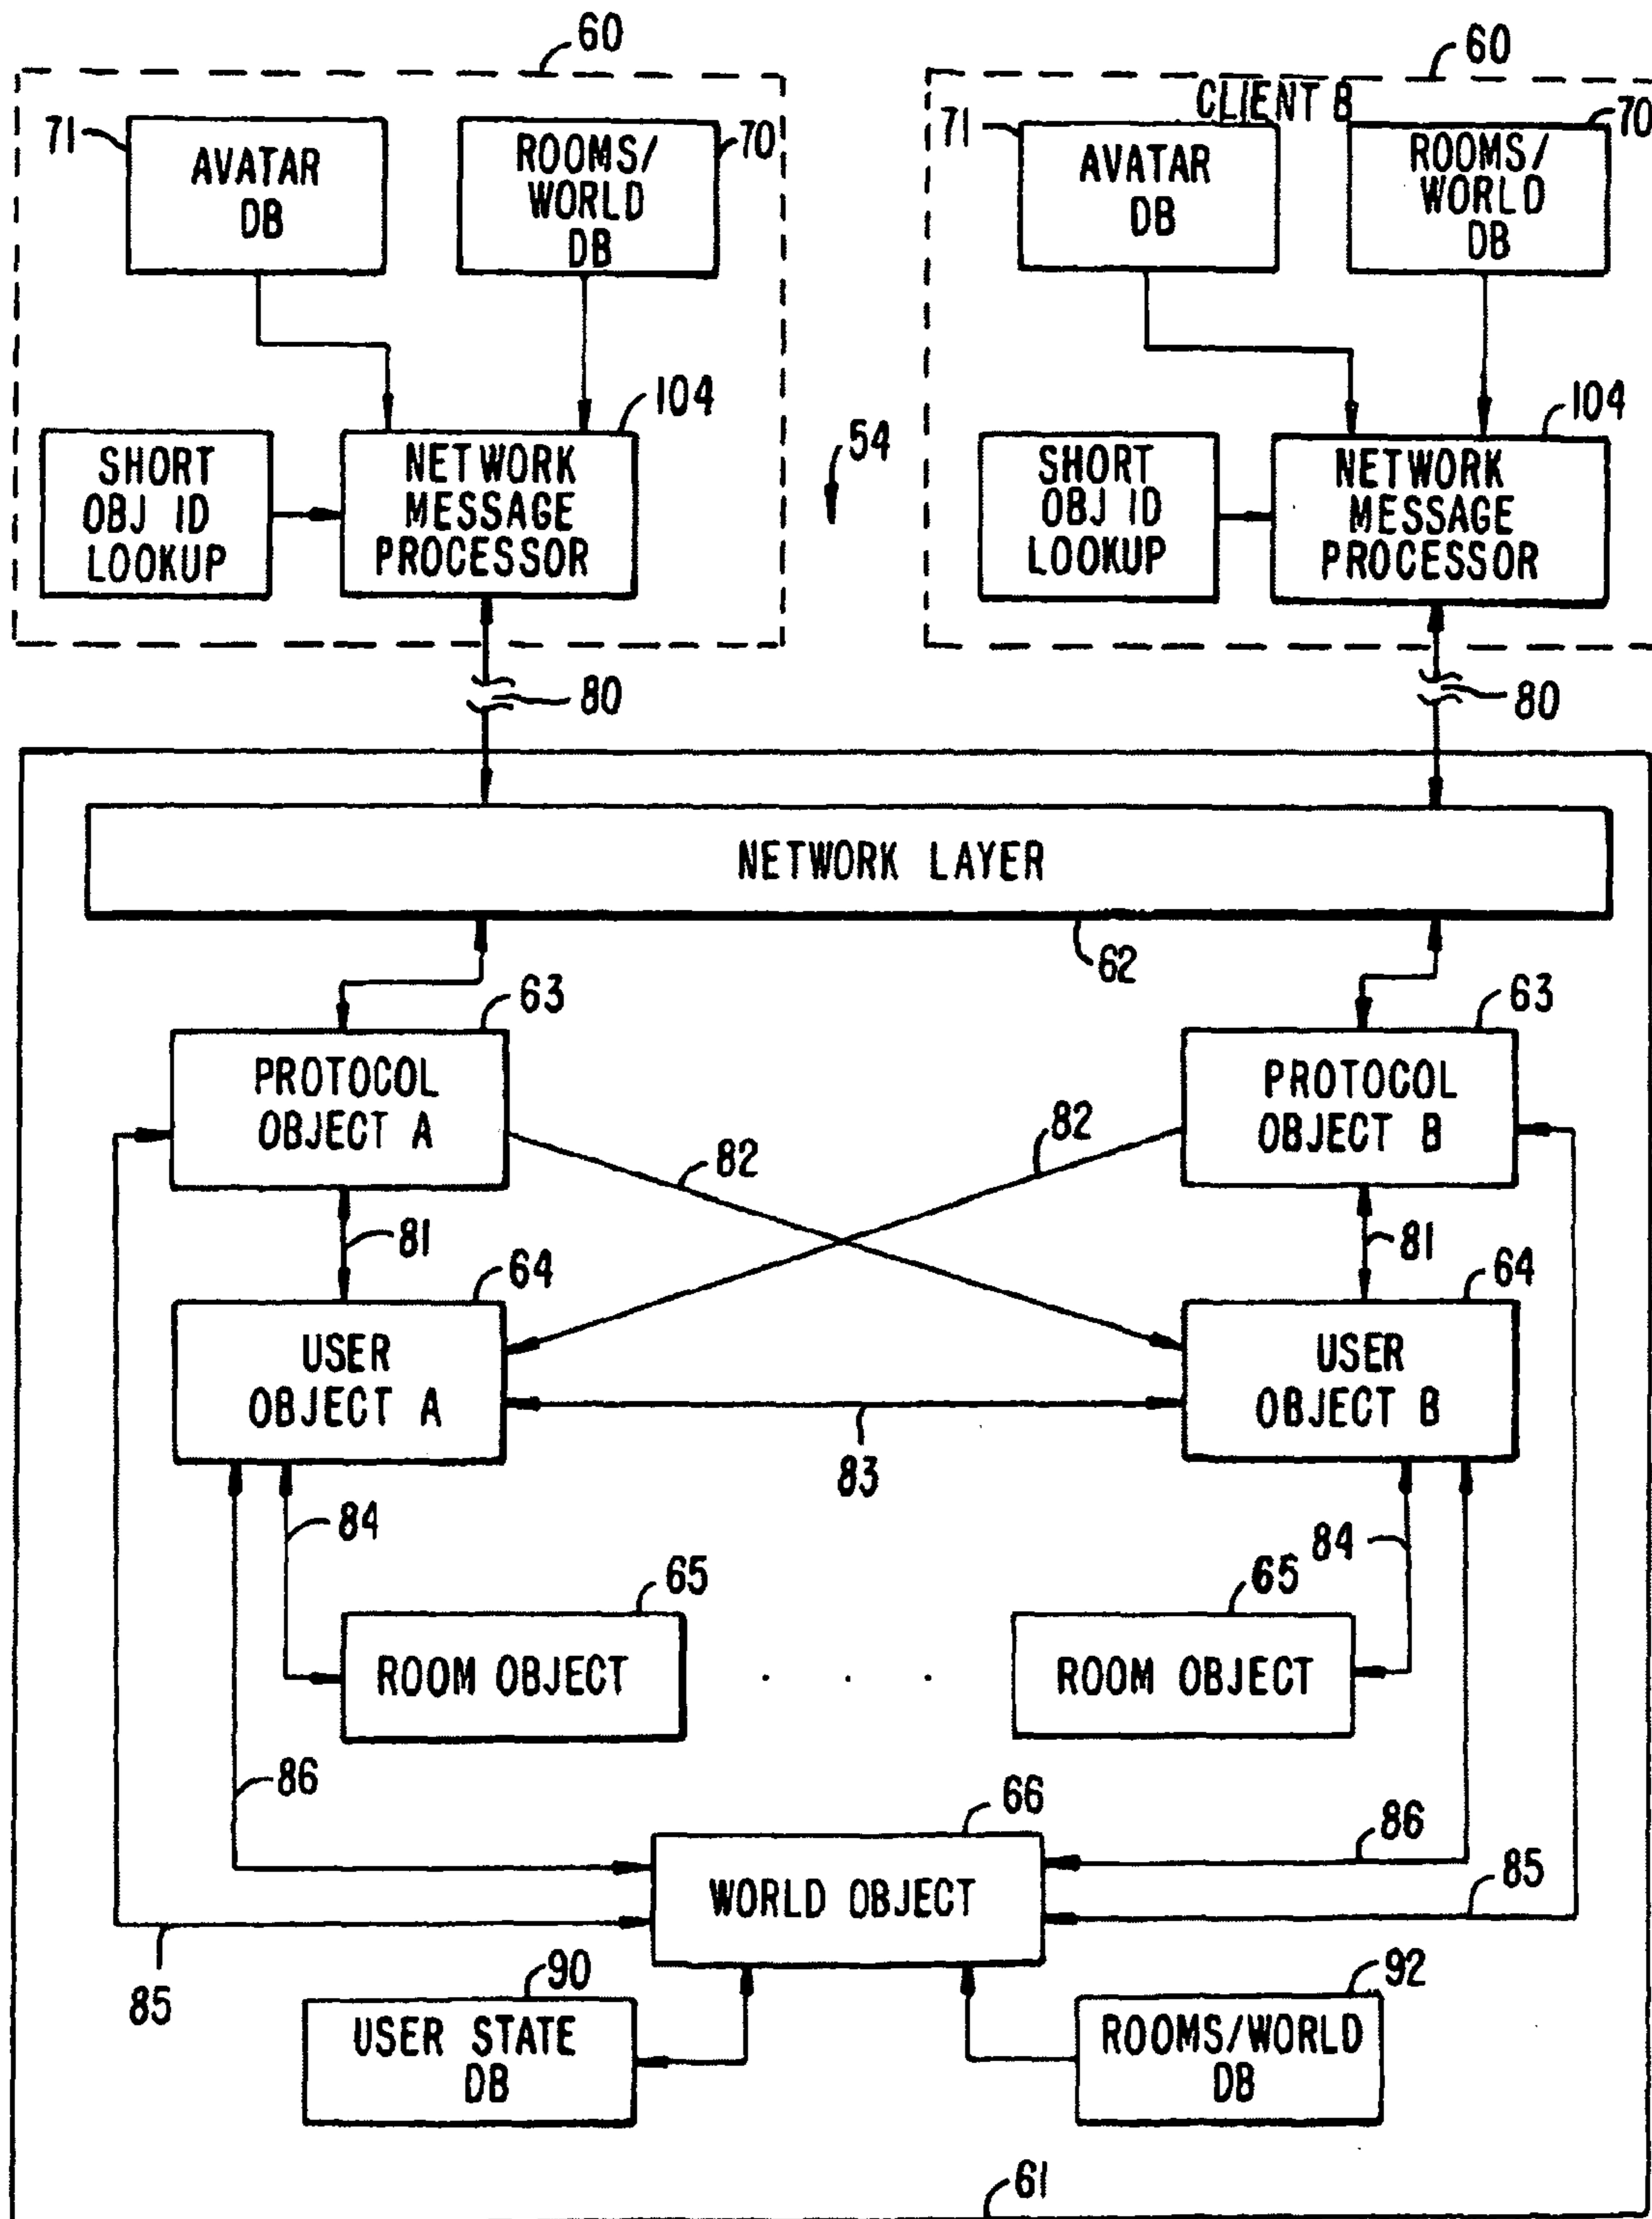 60
60
CLIENT B
71
AVATAR
DB
ROOMS/
WORLD
DB
70
71
AVATAR
DB
ROOMS/
WORLD
DB
70
SHORT
OBJ ID
LOOKUP
NETWORK
MESSAGE
PROCESSOR
104
54
SHORT
OBJ ID
LOOKUP
NETWORK
MESSAGE
PROCESSOR
104
80
80
NETWORK LAYER
62
63
PROTOCOL
OBJECT A
63
PROTOCOL
OBJECT B
82
82
81
81
64
USER
OBJECT A
64
USER
OBJECT B
83
84
84
65
ROOM OBJECT
. . .
65
ROOM OBJECT
86
66
WORLD OBJECT
86
85
85
90
USER STATE
DB
92
ROOMS/WORLD
DB
61